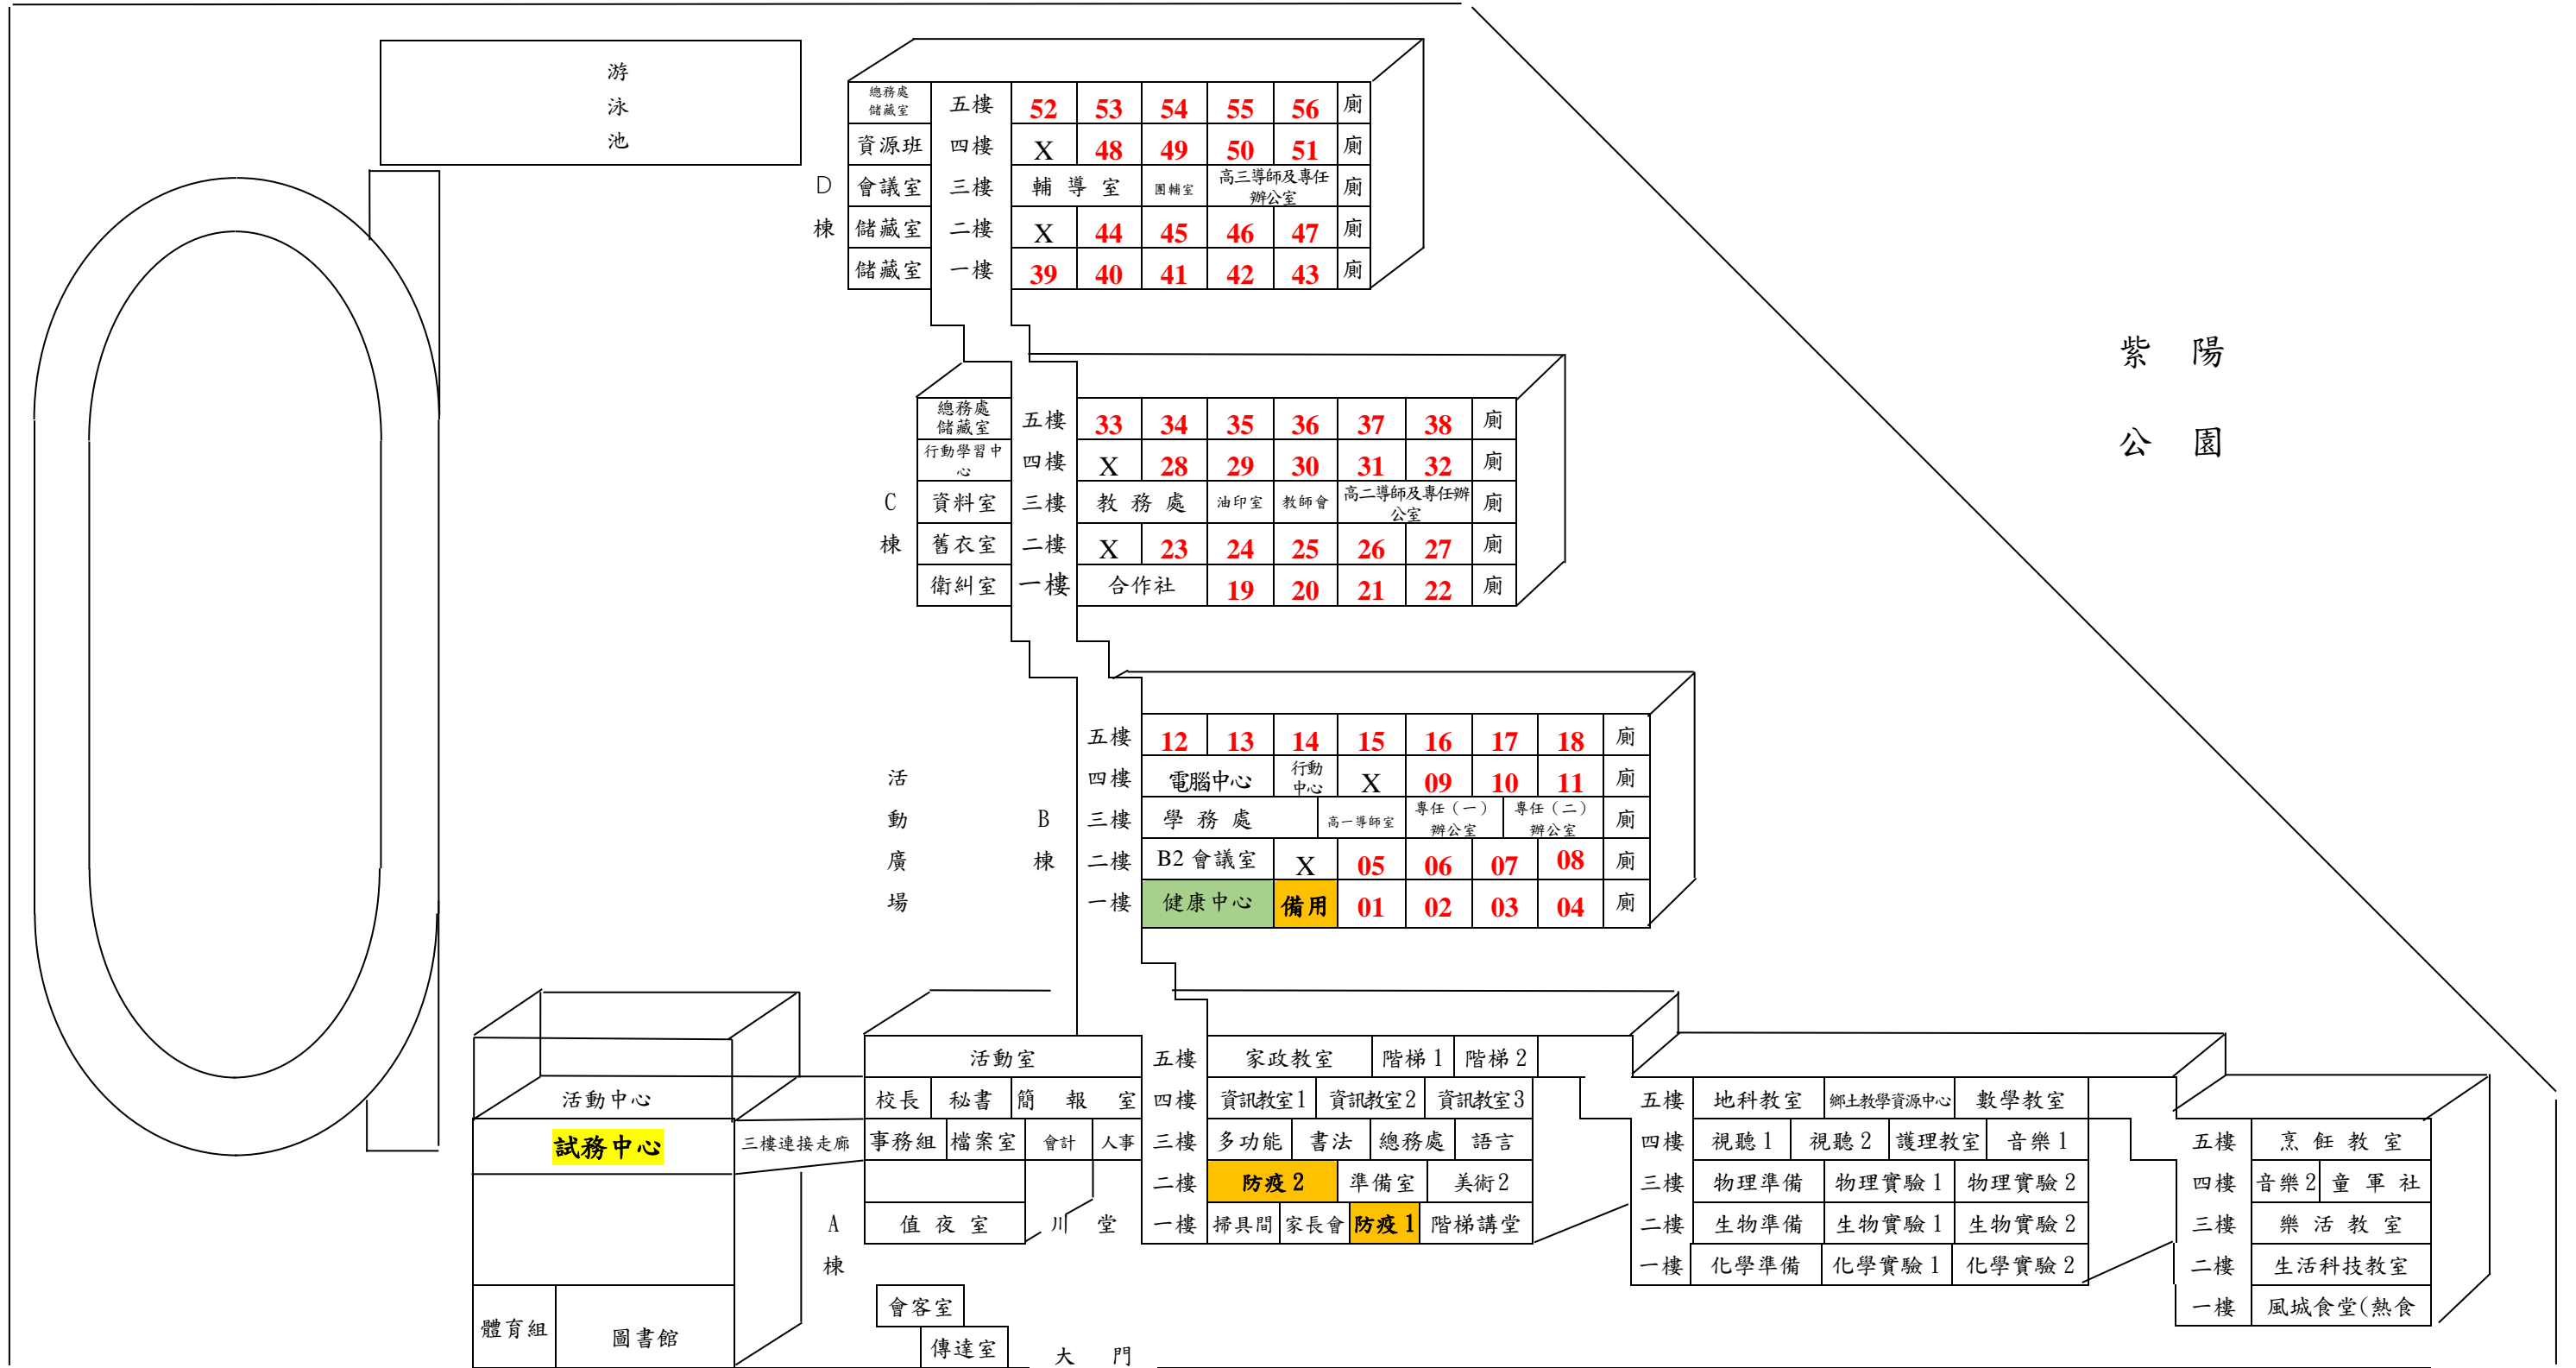 游
泳
池
總務處
儲藏室 五樓 52 53 54 55 56 廁
資源班 四樓 X 48 49 50 51 廁
D
棟
會議室 三樓 輔導室 團輔室 高三導師及專任
辦公室 廁
儲藏室 二樓 X 44 45 46 47 廁
儲藏室 一樓 39 40 41 42 43 廁
紫陽
公園
總務處
儲藏室 五樓 33 34 35 36 37 38 廁
行動學習中
心 四樓 X 28 29 30 31 32 廁
C
棟
資料室 三樓 教務處 油印室 教師會 高二導師及專任辦
公室 廁
舊衣室 二樓 X 23 24 25 26 27 廁
衛糾室 一樓 合作社 19 20 21 22 廁
活
動
廣
場
B
棟
五樓 12 13 14 15 16 17 18 廁
四樓 電腦中心 行動
中心 X 09 10 11 廁
三樓 學務處 高一導師室 專任（一）
辦公室 專任（二）
辦公室 廁
二樓 B2 會議室 X 05 06 07 08 廁
一樓 健康中心 備用 01 02 03 04 廁
活動中心
試務中心
三樓連接走廊
體育組 圖書館
A
棟
活動室 五樓 家政教室 階梯 1 階梯 2
校長 秘書 簡報室 四樓 資訊教室1 資訊教室2 資訊教室3
事務組 檔案室 會計 人事 三樓 多功能 書法 總務處 語言
二樓 防疫 2 準備室 美術2
值夜室 川堂 一樓 掃具間 家長會 防疫 1 階梯講堂
五樓 地科教室 鄉土教學資源中心 數學教室
四樓 視聽 1 視聽 2 護理教室 音樂 1
三樓 物理準備 物理實驗 1 物理實驗 2
二樓 生物準備 生物實驗 1 生物實驗 2
一樓 化學準備 化學實驗 1 化學實驗 2
五樓 烹飪教室
四樓 音樂 2 童軍社
三樓 樂活教室
二樓 生活科技教室
一樓 風城食堂(熱食
會客室
傳達室
大門